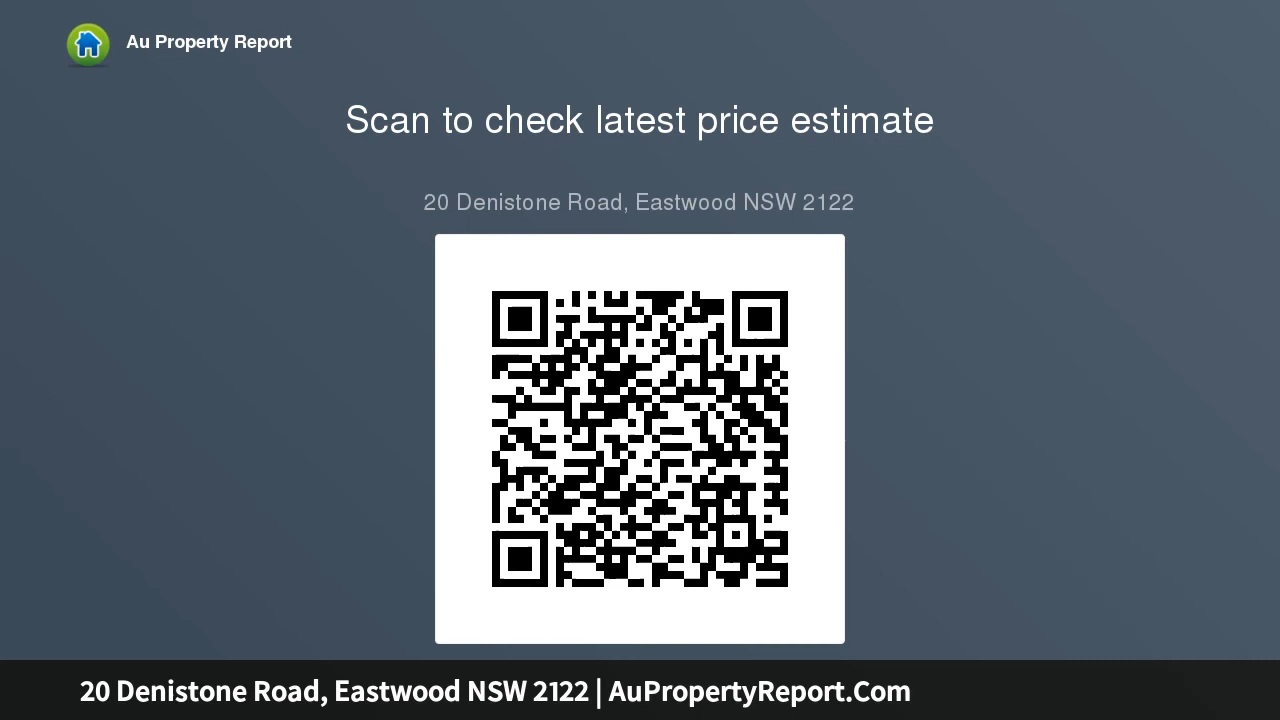 Au Property Report
Scan to check latest price estimate
20 Denistone Road, Eastwood NSW 2122
20 Denistone Road, Eastwood NSW 2122 | AuPropertyReport.Com